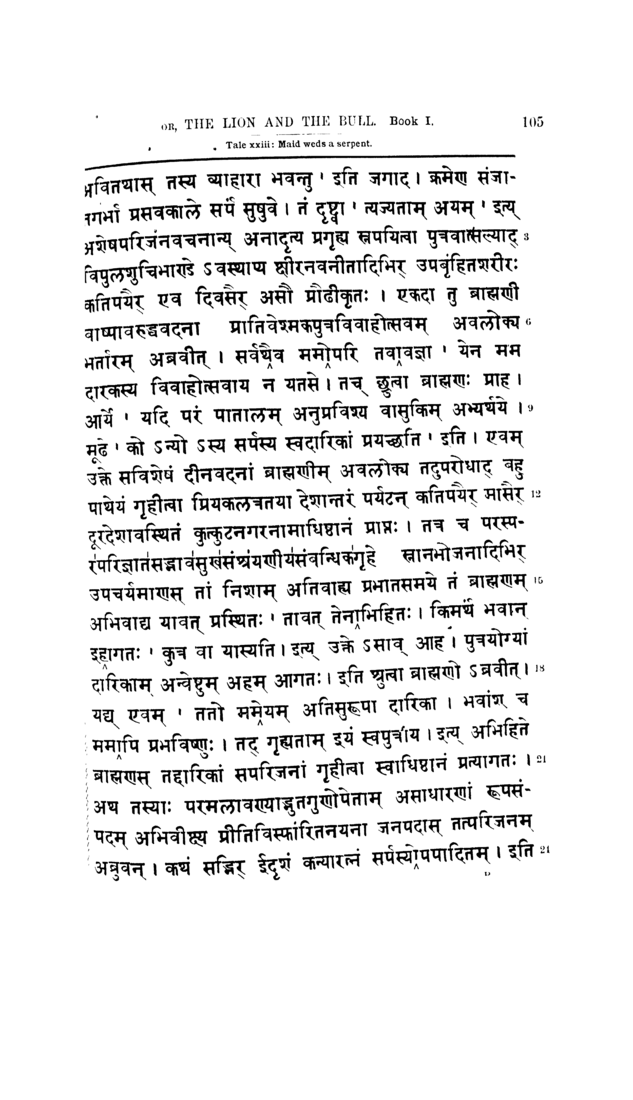 OR, THE LION AND THE BULL. Book I. 105
Tale xxiii: Maid weds a serpent.
अवितथास् तस्य व्याहारा भवन्तु ' इति जगाद। क्रमेण संजा-
तगर्भा प्रसवकाले सर्पं सुषुवे। तं दृष्ट्वा ' त्यज्यताम् अयम् ' इत्य्
अशेषपरिजनवचनान्य् अनादृत्य प्रगृह्य स्नपयित्वा पुत्रवात्सल्याद् 3
विपुलशुचिभाण्डे ऽवस्थाप्य क्षीरनवनीतादिभिर् उपबृंहितशरीरः
कतिपयैर् एव दिवसैर् असौ प्रौढीकृतः । एकदा तु ब्राह्मणी
वाष्पावरुद्धवदना प्रातिवेश्मकपुत्रविवाहोत्सवम् अवलोक्य 6
भर्तारम् अब्रवीत्। सर्वथैव ममोपरि तवावज्ञा ' येन मम
दारकस्य विवाहोत्सवाय न यतसे। तच् छ्रुत्वा ब्राह्मणः प्राह।
आर्ये ' यदि परं पातालम् अनुप्रविश्य वासुकिम् अभ्यर्थये । 9
मूढे ' को ऽन्यो ऽस्य सर्पस्य स्वदारिकां प्रयच्छति ' इति। एवम्
उक्ते सविशेषं दीनवदनां ब्राह्मणीम् अवलोक्य तदुपरोधाद् बहु
पाथेयं गृहीत्वा प्रियकलत्रतया देशान्तरं पर्यटन् कतिपयैर् मासैर् 12
दूरदेशावस्थितं कुत्कुटनगरनामाधिष्ठानं प्राप्तः। तत्र च परस्प-
रपरिज्ञातसद्भावसुखसंश्रयणीयसंबन्धिकगृहे स्नानभोजनादिभिर्
उपचर्यमाणस् तां निशाम् अतिवाह्य प्रभातसमये तं ब्राह्मणम् 15
अभिवाद्य यावत् प्रस्थितः ' तावत् तेनाभिहितः। किमर्थं भवान्
इहागतः ' कुत्र वा यास्यति। इत्य् उक्ते ऽसाव् आह। पुत्रयोग्यां
दारिकाम् अन्वेष्टुम् अहम् आगतः। इति श्रुत्वा ब्राह्मणो ऽब्रवीत्। 18
यद्य् एवम् ' ततो ममेयम् अतिसुरूपा दारिका । भवांश् च
ममापि प्रभविष्णुः। तद् गृह्यताम् इयं स्वपुत्राय। इत्य् अभिहिते
ब्राह्मणस् तद्दारिकां सपरिजनां गृहीत्वा स्वाधिष्ठानं प्रत्यागतः । 21
अथ तस्याः परमलावण्याद्भुतगुणोपेताम् असाधारणां रूपसं-
पदम् अभिवीक्ष्य प्रीतिविस्फारितनयना जनपदास् तत्परिजनम्
अब्रुवन्। कथं सद्भिर् ईदृशं कन्यारत्नं सर्पस्योपपादितम्। इति 21